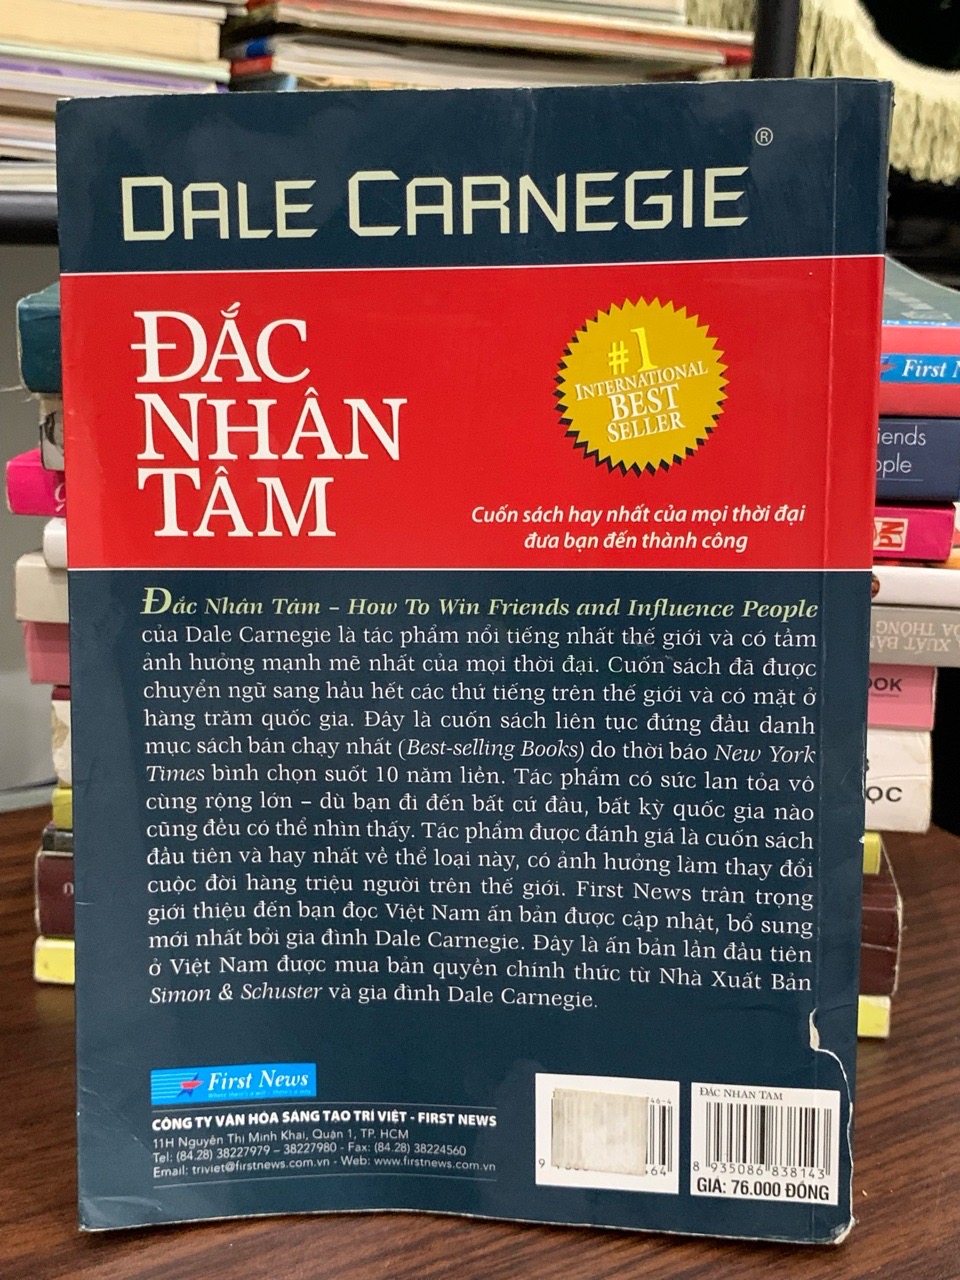 ®
DALE CARNEGIE
ĐẮC
NHÂN
TÂM
#1
INTERNATIONAL
BEST
SELLER
Cuốn sách hay nhất của mọi thời đại
đưa bạn đến thành công
Đắc Nhân Tâm – How To Win Friends and Influence People
của Dale Carnegie là tác phẩm nổi tiếng nhất thế giới và có tầm
ảnh hưởng mạnh mẽ nhất của mọi thời đại. Cuốn sách đã được
chuyển ngữ sang hầu hết các thứ tiếng trên thế giới và có mặt ở
hàng trăm quốc gia. Đây là cuốn sách liên tục đứng đầu danh
mục sách bán chạy nhất (Best-selling Books) do thời báo New York
Times bình chọn suốt 10 năm liền. Tác phẩm có sức lan tỏa vô
cùng rộng lớn – dù bạn đi đến bất cứ đâu, bất kỳ quốc gia nào
cũng đều có thể nhìn thấy. Tác phẩm được đánh giá là cuốn sách
đầu tiên và hay nhất về thể loại này, có ảnh hưởng làm thay đổi
cuộc đời hàng triệu người trên thế giới. First News trân trọng
giới thiệu đến bạn đọc Việt Nam ấn bản được cập nhật, bổ sung
mới nhất bởi gia đình Dale Carnegie. Đây là ấn bản lần đầu tiên
ở Việt Nam được mua bản quyền chính thức từ Nhà Xuất Bản
Simon & Schuster và gia đình Dale Carnegie.
First News
CÔNG TY VĂN HÓA SÁNG TẠO TRÍ VIỆT - FIRST NEWS
11H Nguyễn Thị Minh Khai, Quận 1, TP. HCM
Tel: (84.28) 38227979 – 38227980 - Fax: (84.28) 38224560
Email: triviet@firstnews.com.vn - Web: www.firstnews.com.vn
46-4
9
64
ĐẮC NHÂN TÂM
8 935086 838143
GIÁ: 76.000 ĐỒNG
First N
iends
ople
XUẤT BẢ
A THÔNG
OOK
ỌC